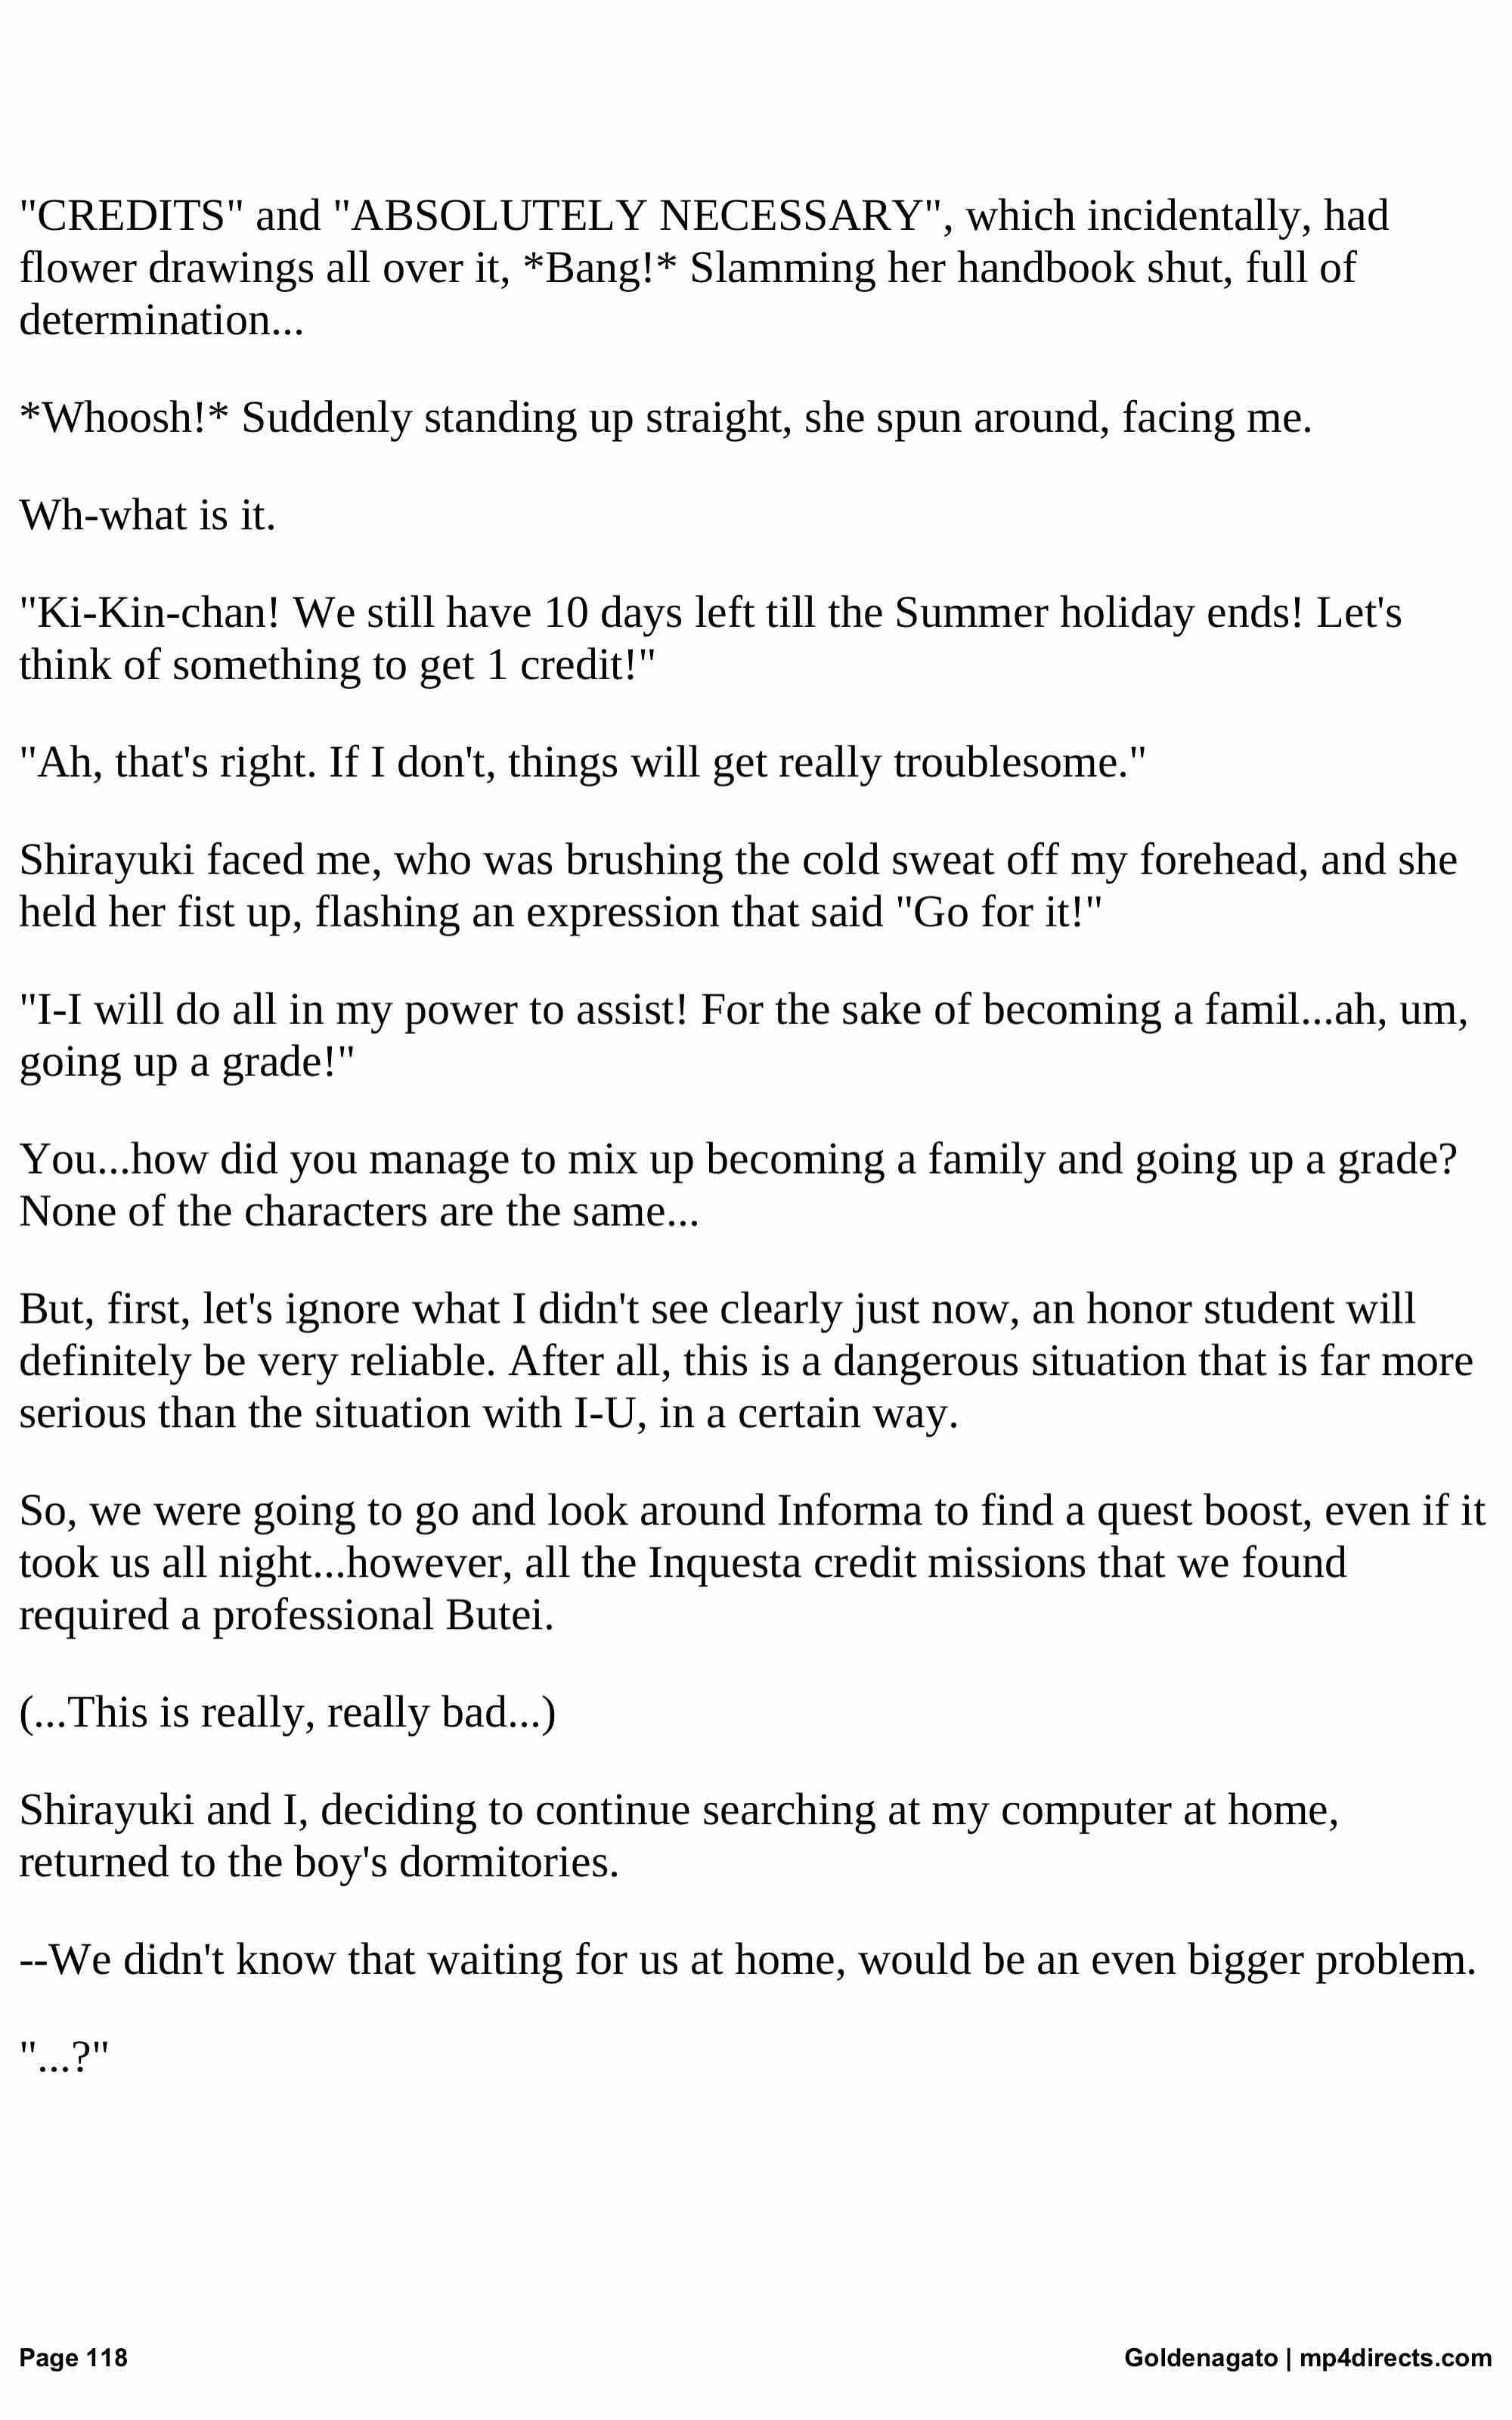 "CREDITS" and "ABSOLUTELY NECESSARY", which incidentally, had
flower drawings all over it, *Bang!* Slamming her handbook shut, full of
determination...
*Whoosh!* Suddenly standing up straight, she spun around, facing me.
Wh-what is it.
"Ki-Kin-chan! We still have 10 days left till the Summer holiday ends! Let's
think of something to get 1 credit!"
"Ah, that's right. If I don't, things will get really troublesome."
Shirayuki faced me, who was brushing the cold sweat off my forehead, and she
held her fist up, flashing an expression that said "Go for it!"
"I-I will do all in my power to assist! For the sake of becoming a famil...ah, um,
going up a grade!"
You...how did you manage to mix up becoming a family and going up a grade?
None of the characters are the same...
But, first, let's ignore what I didn't see clearly just now, an honor student will
definitely be very reliable. After all, this is a dangerous situation that is far more
serious than the situation with I-U, in a certain way.
So, we were going to go and look around Informa to find a quest boost, even if it
took us all night...however, all the Inquesta credit missions that we found
required a professional Butei.
(...This is really, really bad...)
Shirayuki and I, deciding to continue searching at my computer at home,
returned to the boy's dormitories.
--We didn't know that waiting for us at home, would be an even bigger problem.
"...?"
Page 118
Goldenagato | mp4directs.com